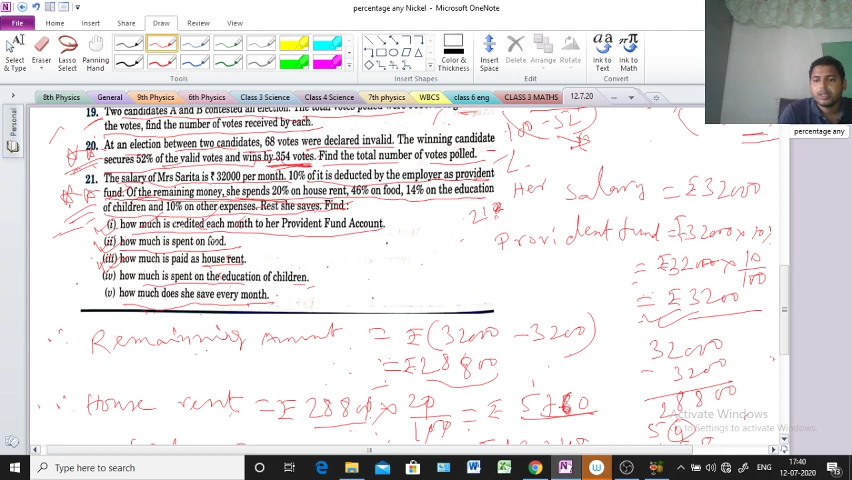 percentage any Nickel - Microsoft OneNote
File
Home
Insert
Share
Draw
Review
View
Select & Type
Eraser
Lasso Select
Panning Hand
Color & Thickness
Insert Space
Delete
Arrange
Rotate
Ink to Text
Ink to Math
Tools
Insert Shapes
Edit
Convert
8th Physics
General
9th Physics
6th Physics
Class 3 Science
Class 4 Science
7th physics
WBCS
class 6 eng
CLASS 3 MATHS
12.7.20
percentage any
Personal
19. Two candidates A and B contested an election. The total votes polled were
the votes, find the number of votes received by each.
20. At an election between two candidates, 68 votes were declared invalid. The winning candidate
secures 52% of the valid votes and wins by 354 votes. Find the total number of votes polled.
21. The salary of Mrs Sarita is ₹ 32000 per month. 10% of it is deducted by the employer as provident
fund. Of the remaining money, she spends 20% on house rent, 46% on food, 14% on the education
of children and 10% on other expenses. Rest she saves. Find:
(i) how much is credited each month to her Provident Fund Account.
(ii) how much is spent on food.
(iii) how much is paid as house rent.
(iv) how much is spent on the education of children.
(v) how much does she save every month.
Her salary = ₹32000
Provident fund = ₹32000 × 10%
= ₹32000 × 10/100
= ₹3200
∴ Remaining amount = ₹(32000 - 3200)
= ₹28800
32000
- 3200
28800
∴ House rent = ₹28800 × 20/100 = ₹5760
Activate Windows
Go to Settings to activate Windows.
Type here to search
ENG
17:40
12-07-2020